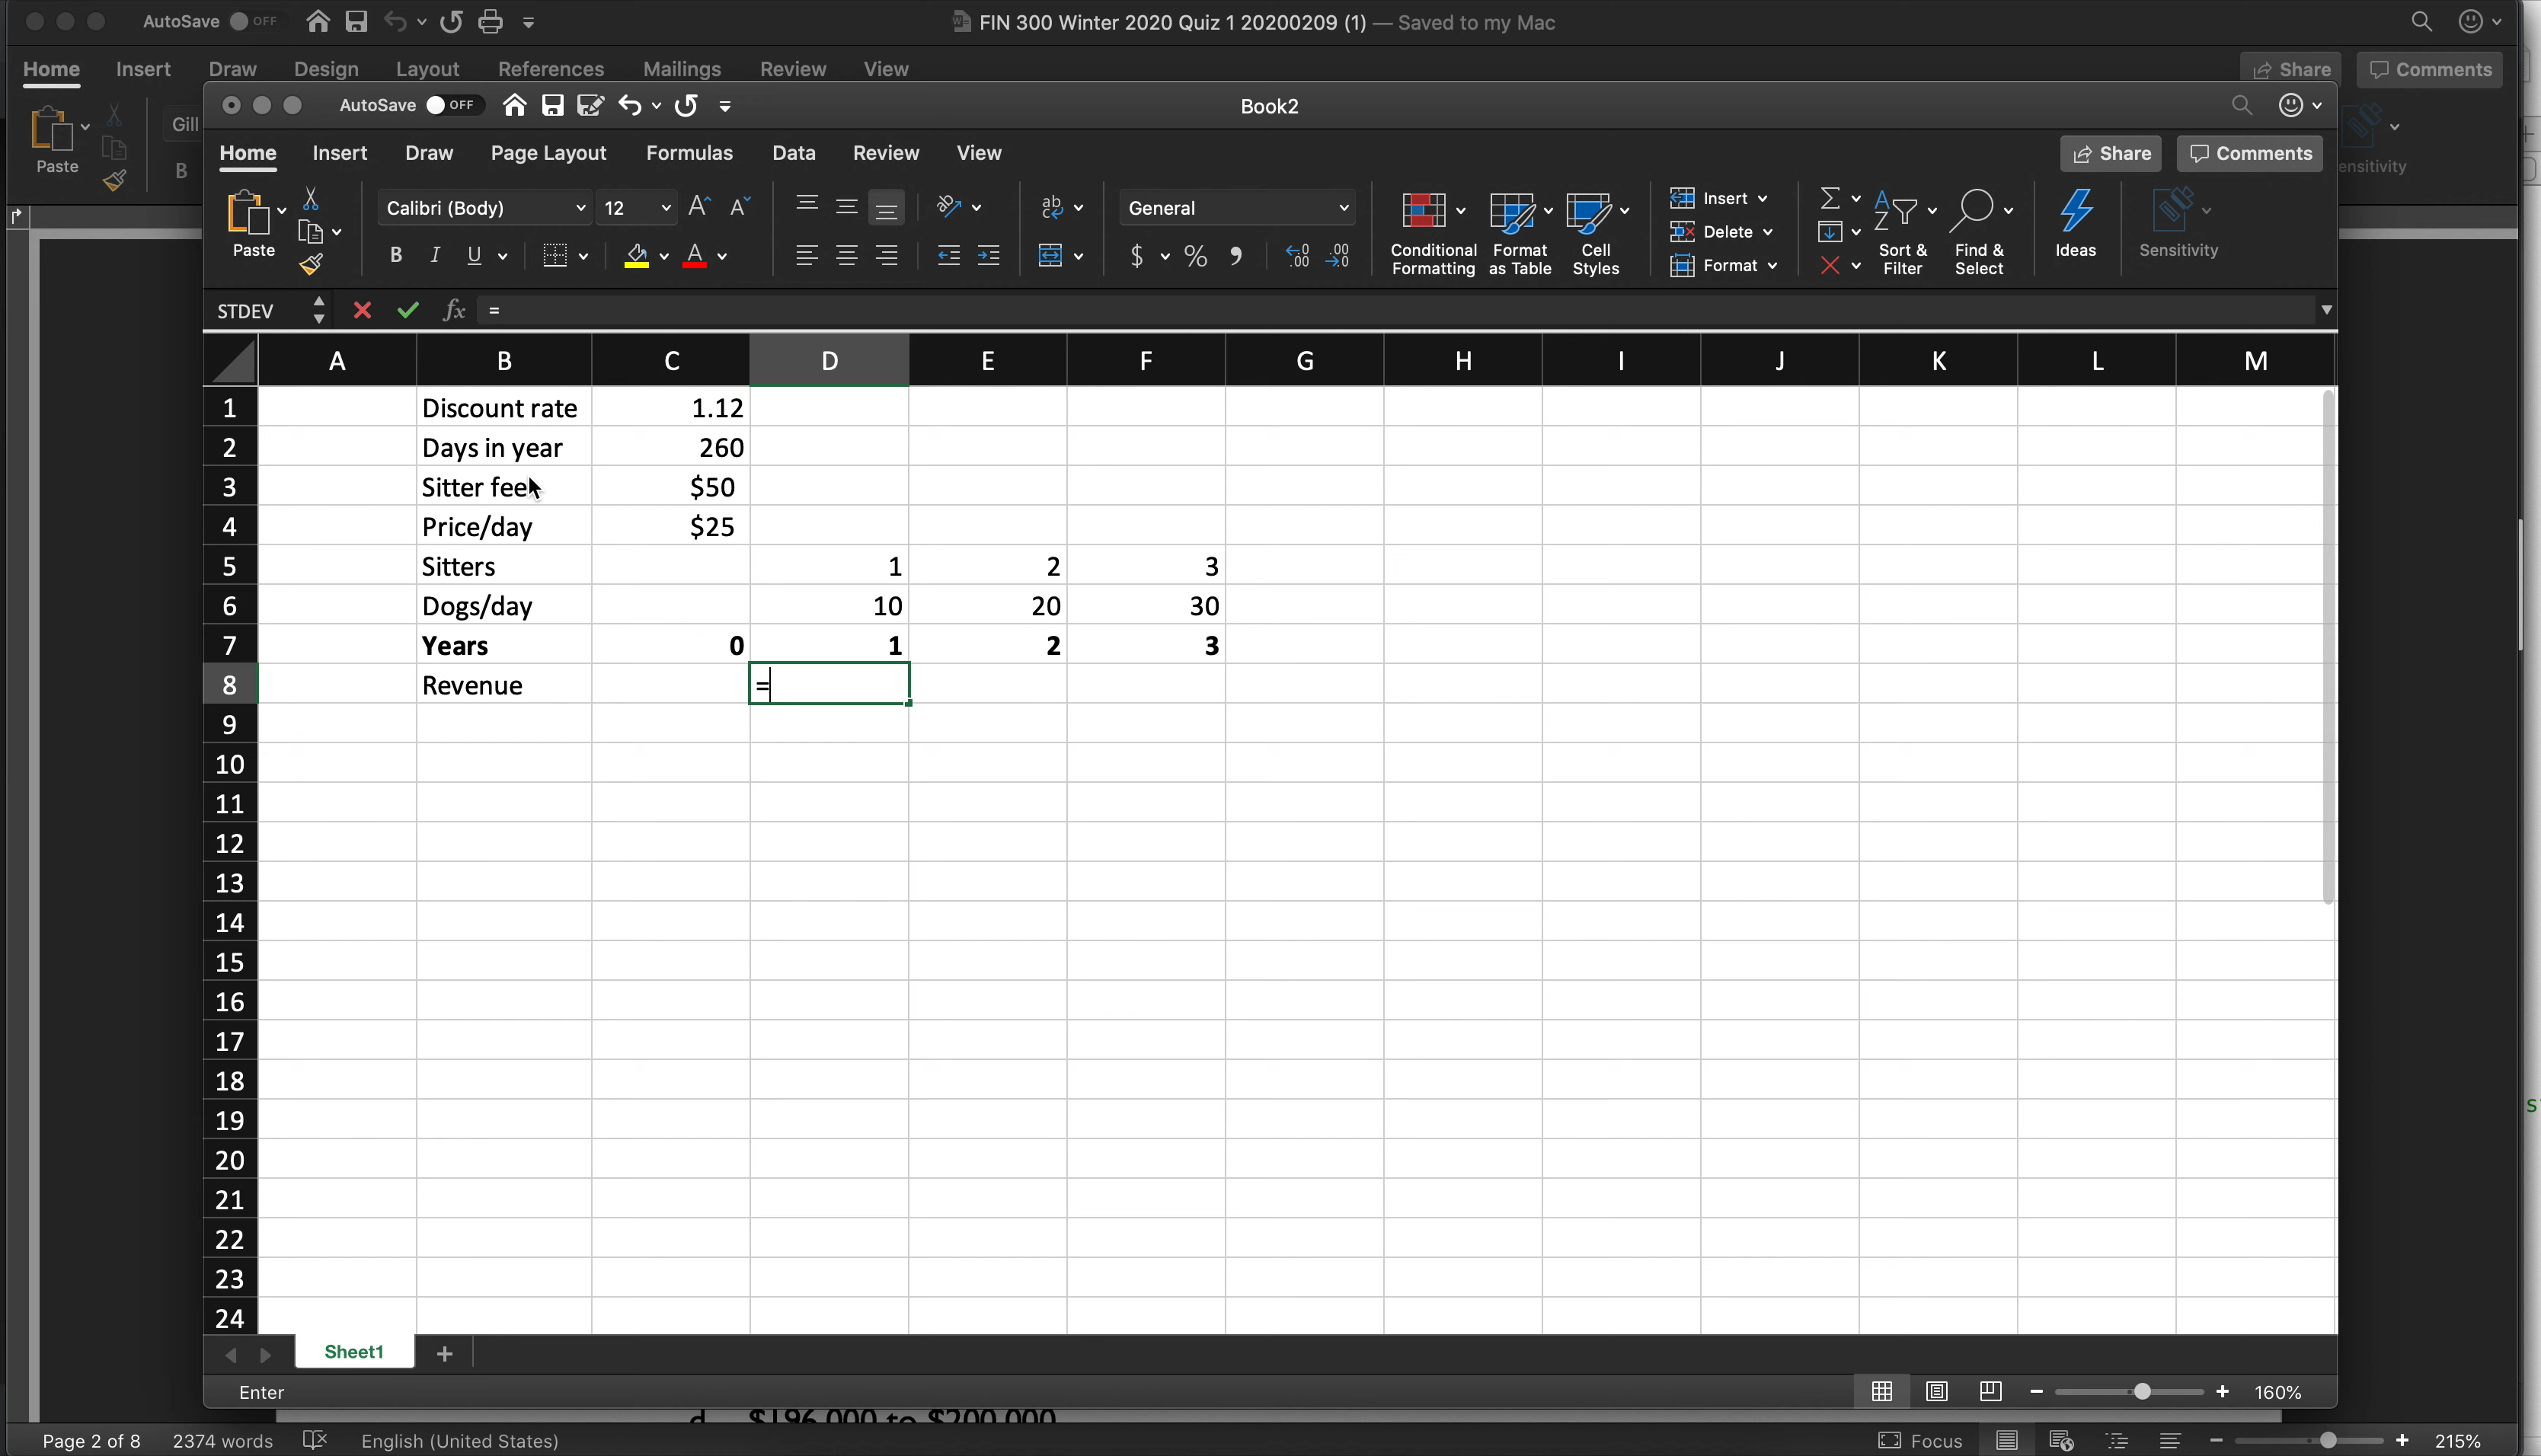 AutoSave OFF FIN 300 Winter 2020 Quiz 1 20200209 (1) — Saved to my Mac
Home Insert Draw Design Layout References Mailings Review View Share Comments
Paste Gill B ensitivity
AutoSave OFF Book2
Home Insert Draw Page Layout Formulas Data Review View Share Comments
Paste Calibri (Body) 12 A A General Conditional Formatting Format as Table Cell Styles Insert Sort & Filter Find & Select Ideas Sensitivity
Delete
B I U A $ % .00 .00 Format
STDEV fx =
A B C D E F G H I J K L M
1 Discount rate 1.12
2 Days in year 260
3 Sitter fee $50
4 Price/day $25
5 Sitters 1 2 3
6 Dogs/day 10 20 30
7 Years 0 1 2 3
8 Revenue =
9
10
11
12
13
14
15
16
17
18
19
20
21
22
23
24
Sheet1 +
Enter 160%
Page 2 of 8 2374 words English (United States) Focus 215%